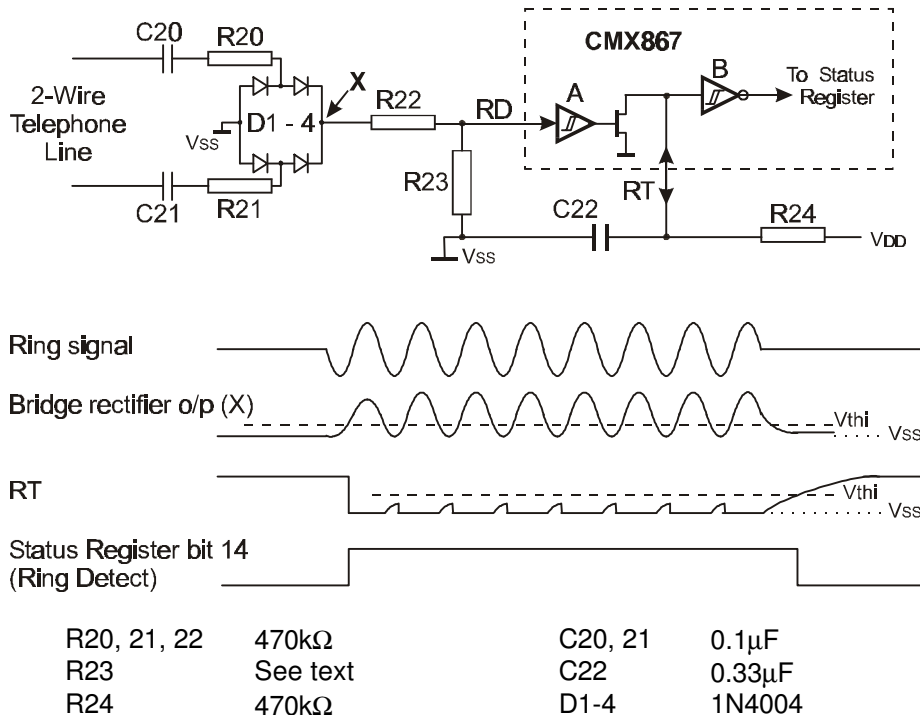 C20 R20
CMX867
X
B
2-Wire
Telephone
Line
R22
RD
A
To Status
Register
VSS
D1 - 4
R23
RT
C21 R21
C22
R24
VDD
VSS
Ring signal
Bridge rectifier o/p (X)
Vthi
VSS
RT
Vthi
VSS
Status Register bit 14
(Ring Detect)
R20, 21, 22 470kΩ C20, 21 0.1µF
R23 See text C22 0.33µF
R24 470kΩ D1-4 1N4004